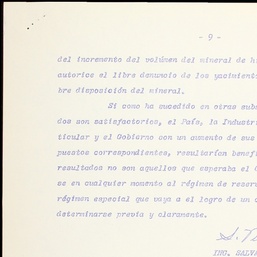 - 9 -
del incremento del volúmen del mineral de h
autorice el libre denuncio de los yacimient
bre disposición del mineral.
Si como ha sucedido en otras sub
dos son satisfactorios, el País, la Industri
ticular y el Gobierno con un aumento de sus
puestos correspondientes, resultarían benefi
resultados no son aquellos que esperaba el
se en cualquier momento al régimen de reser
régimen especial que vaya a el logro de un
determinarse previa y claramente.
ING. SALVA